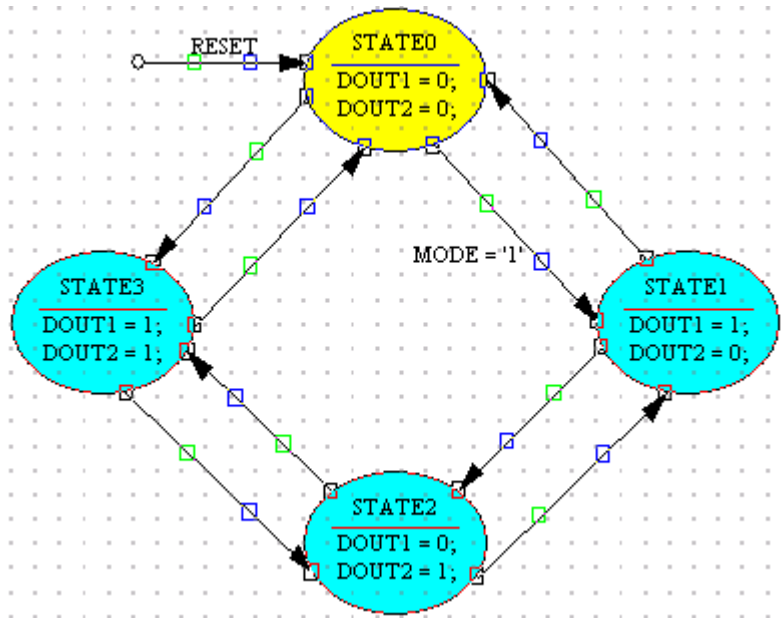 RESET
STATE0
DOUT1 = 0;
DOUT2 = 0;
MODE = '1'
STATE3
DOUT1 = 1;
DOUT2 = 1;
STATE1
DOUT1 = 1;
DOUT2 = 0;
STATE2
DOUT1 = 0;
DOUT2 = 1;